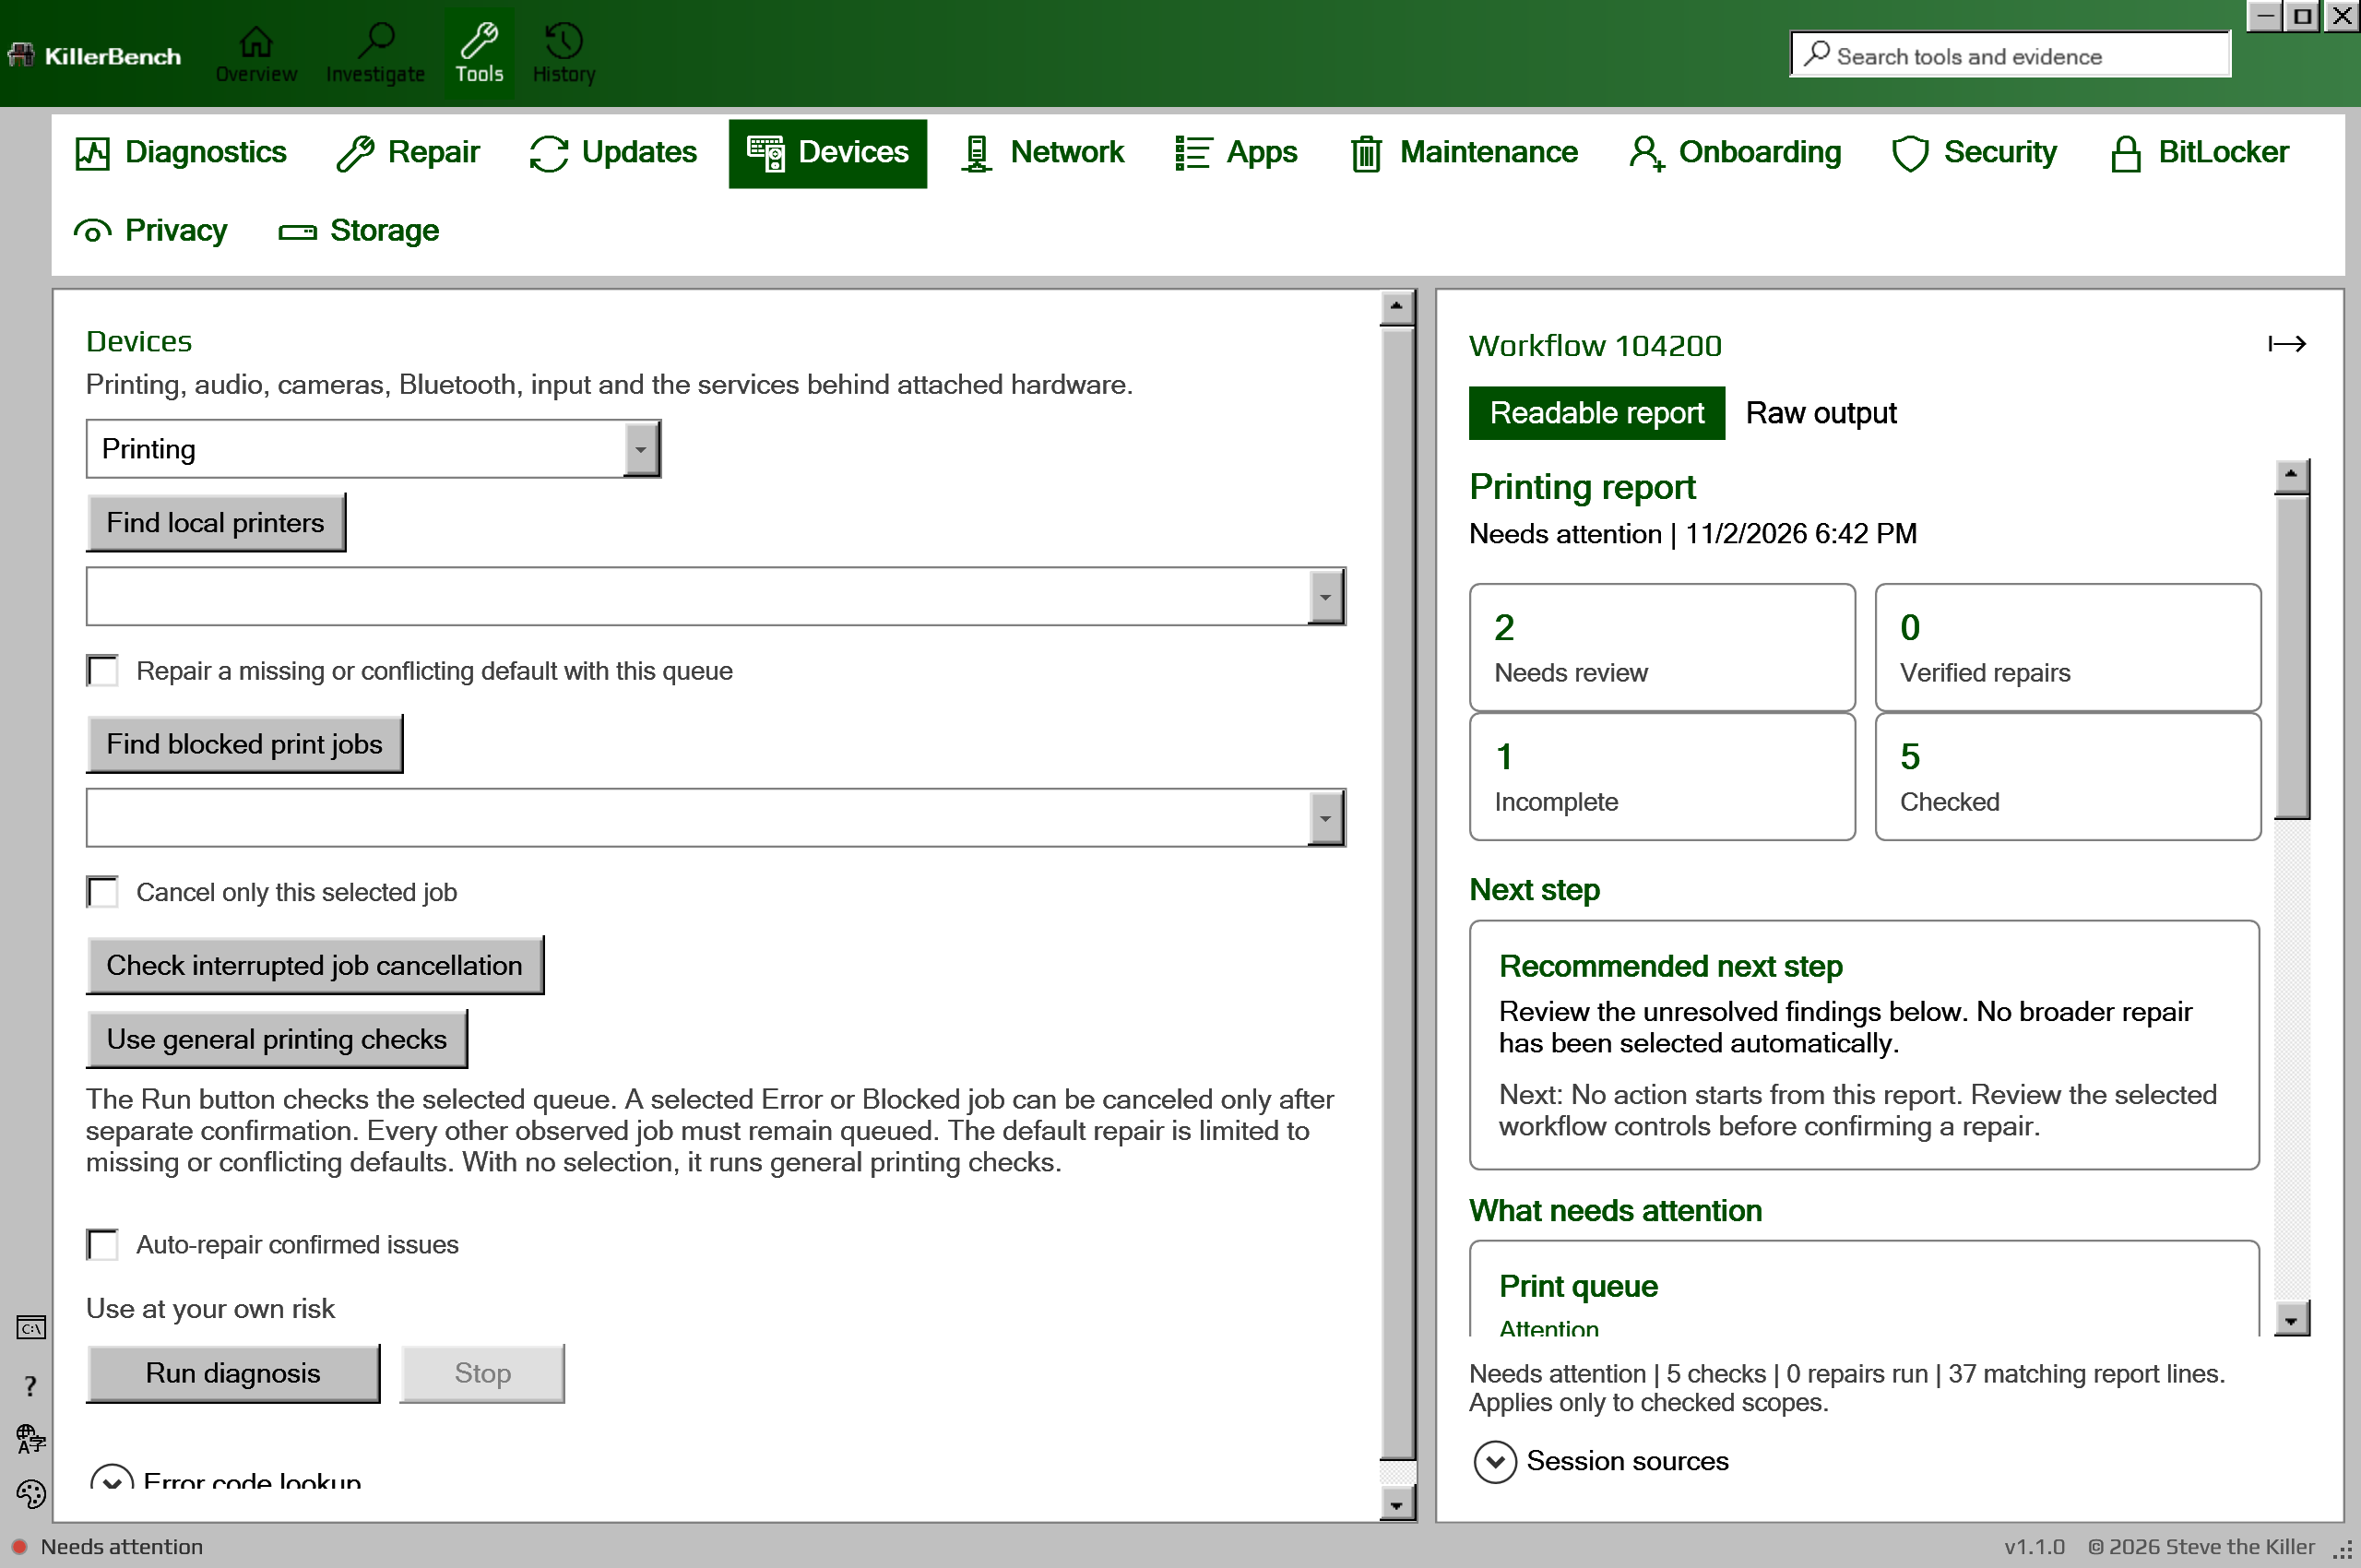 KillerBench
Overview
Investigate
Tools
History
Search tools and evidence
Diagnostics
Repair
Updates
Devices
Network
Apps
Maintenance
Onboarding
Security
BitLocker
Privacy
Storage
Devices
Printing, audio, cameras, Bluetooth, input and the services behind attached hardware.
Printing
Find local printers
Repair a missing or conflicting default with this queue
Find blocked print jobs
Cancel only this selected job
Check interrupted job cancellation
Use general printing checks
The Run button checks the selected queue. A selected Error or Blocked job can be canceled only after
separate confirmation. Every other observed job must remain queued. The default repair is limited to
missing or conflicting defaults. With no selection, it runs general printing checks.
Auto-repair confirmed issues
Use at your own risk
Run diagnosis
Stop
Error code lookup
Workflow 104200
Readable report
Raw output
Printing report
Needs attention | 11/2/2026 6:42 PM
2
Needs review
0
Verified repairs
1
Incomplete
5
Checked
Next step
Recommended next step
Review the unresolved findings below. No broader repair
has been selected automatically.
Next: No action starts from this report. Review the selected
workflow controls before confirming a repair.
What needs attention
Print queue
Attention
Needs attention | 5 checks | 0 repairs run | 37 matching report lines.
Applies only to checked scopes.
Session sources
C:\
?
A字
Needs attention
v1.1.0
© 2026 Steve the Killer